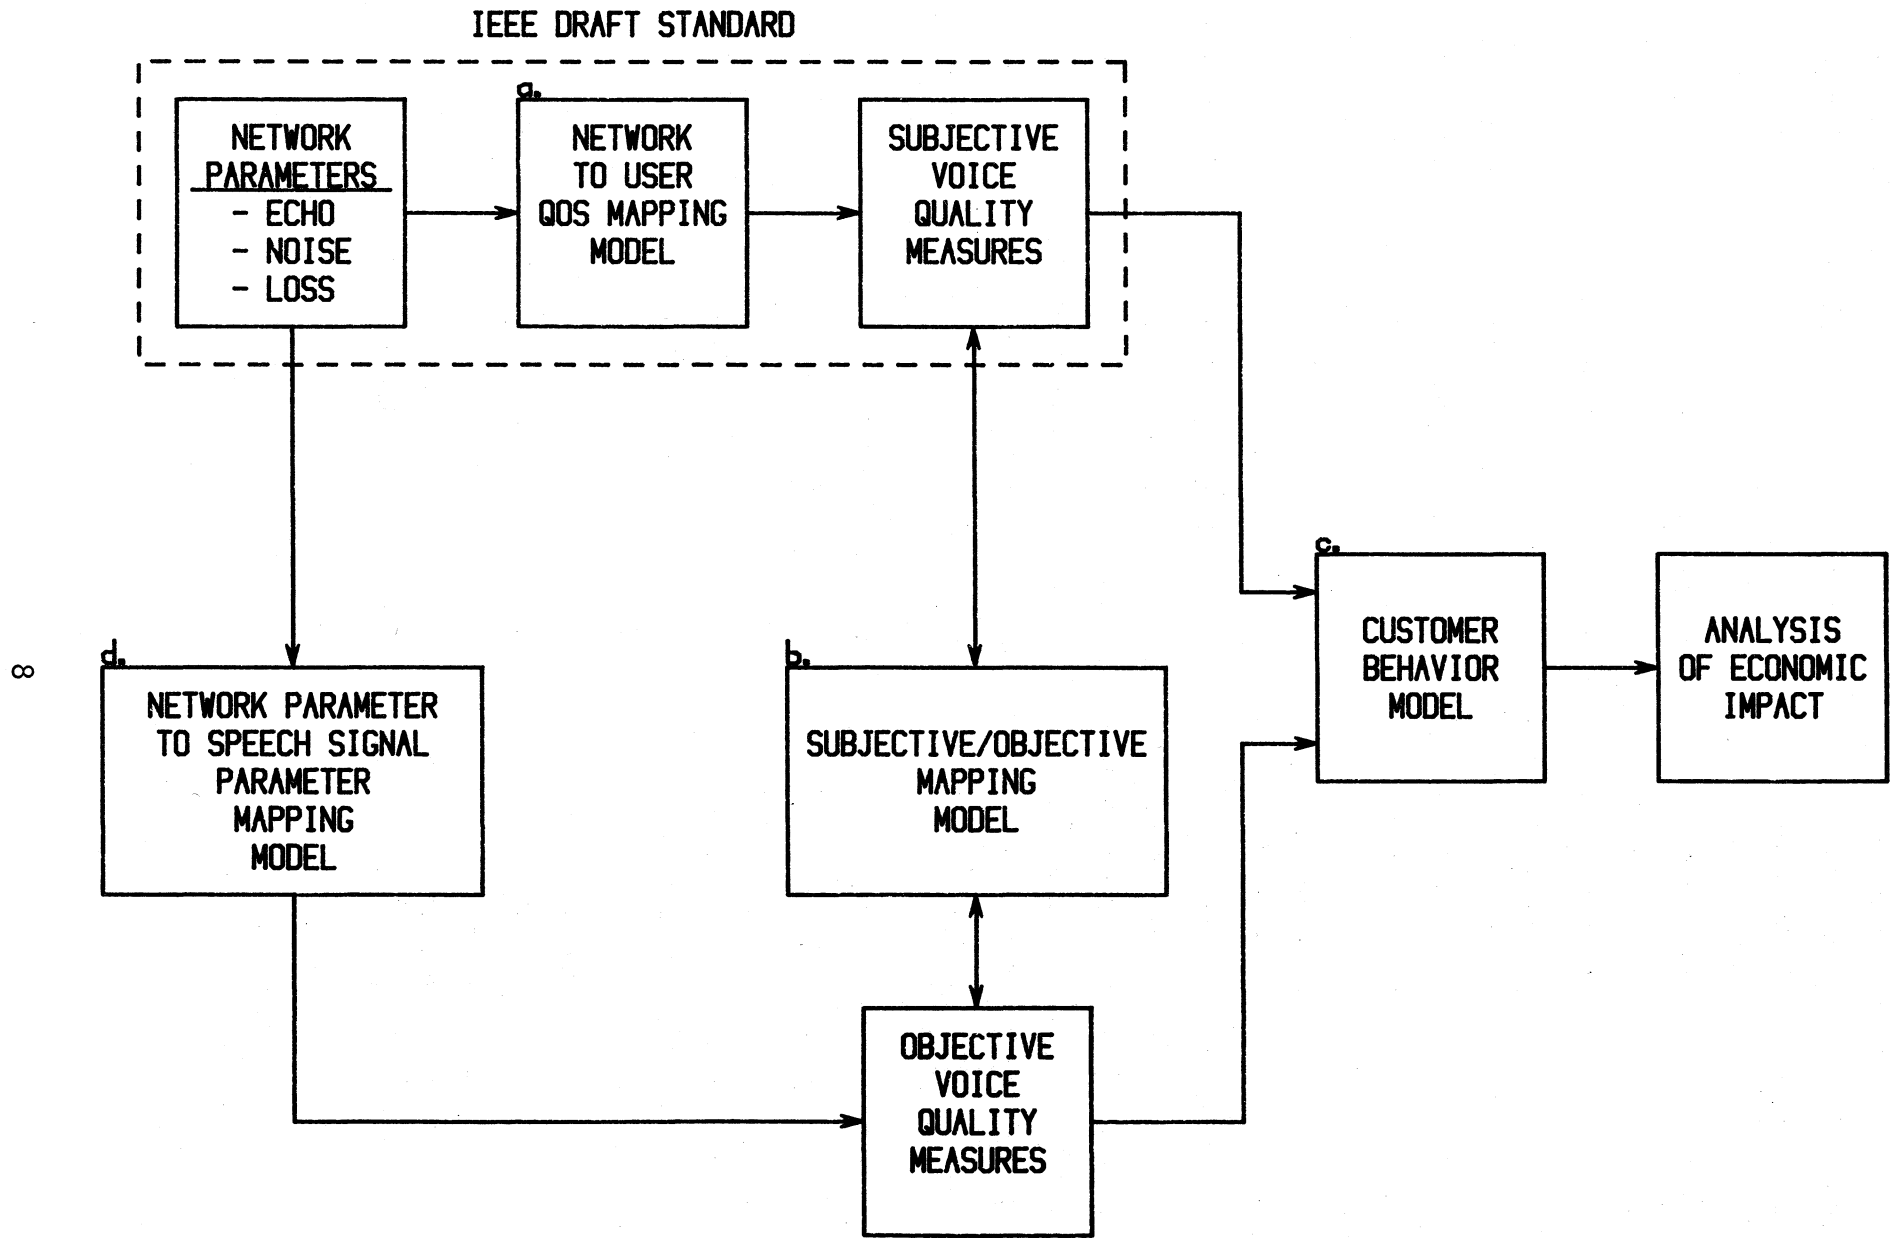 IEEE DRAFT STANDARD
NETWORK
PARAMETERS
- ECHO
- NOISE
- LOSS
a.
NETWORK
TO USER
QOS MAPPING
MODEL
SUBJECTIVE
VOICE
QUALITY
MEASURES
c.
CUSTOMER
BEHAVIOR
MODEL
ANALYSIS
OF ECONOMIC
IMPACT
d.
NETWORK PARAMETER
TO SPEECH SIGNAL
PARAMETER
MAPPING
MODEL
b.
SUBJECTIVE/OBJECTIVE
MAPPING
MODEL
OBJECTIVE
VOICE
QUALITY
MEASURES
8